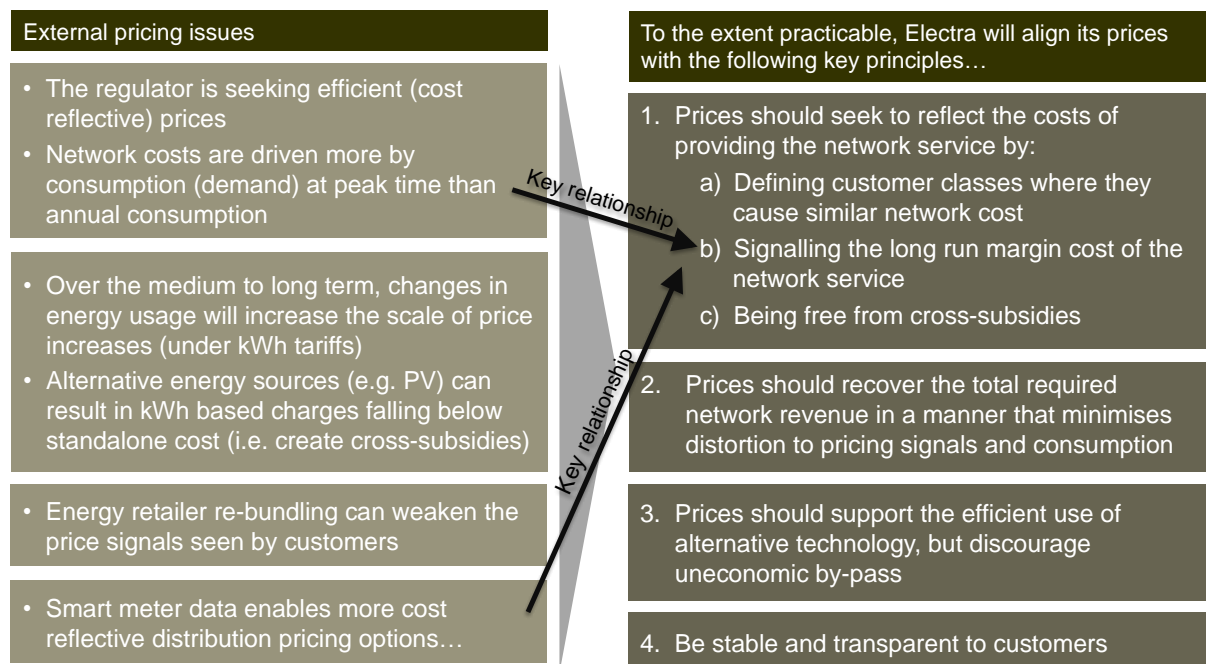 External pricing issues
• The regulator is seeking efficient (cost
reflective) prices
• Network costs are driven more by
consumption (demand) at peak time than
annual consumption
• Over the medium to long term, changes in
energy usage will increase the scale of price
increases (under kWh tariffs)
• Alternative energy sources (e.g. PV) can
result in kWh based charges falling below
standalone cost (i.e. create cross-subsidies)
• Energy retailer re-bundling can weaken the
price signals seen by customers
• Smart meter data enables more cost
reflective distribution pricing options…
Key relationship
Key relationship
To the extent practicable, Electra will align its prices
with the following key principles…
1. Prices should seek to reflect the costs of
providing the network service by:
a) Defining customer classes where they
cause similar network cost
b) Signalling the long run margin cost of the
network service
c) Being free from cross-subsidies
2. Prices should recover the total required
network revenue in a manner that minimises
distortion to pricing signals and consumption
3. Prices should support the efficient use of
alternative technology, but discourage
uneconomic by-pass
4. Be stable and transparent to customers